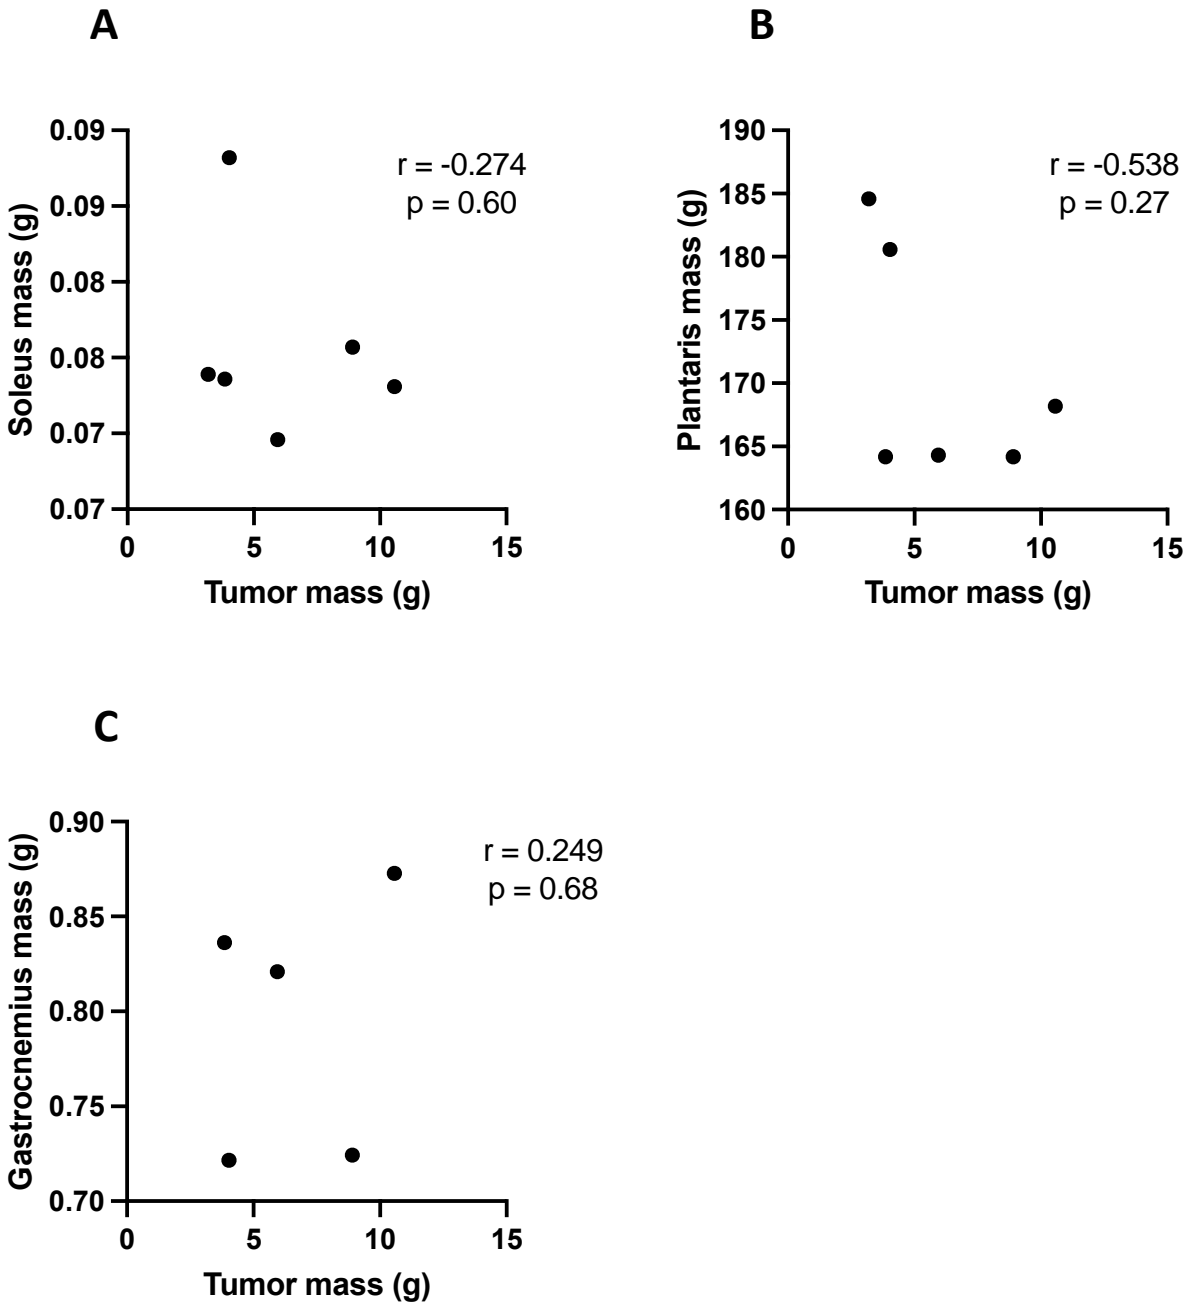 A
Soleus mass (g)
0.09
0.09
0.08
0.08
0.07
0.07
r = -0.274
p = 0.60
0 5 10 15
Tumor mass (g)
B
Plantaris mass (g)
190
185
180
175
170
165
160
r = -0.538
p = 0.27
0 5 10 15
Tumor mass (g)
C
Gastrocnemius mass (g)
0.90
0.85
0.80
0.75
0.70
r = 0.249
p = 0.68
0 5 10 15
Tumor mass (g)